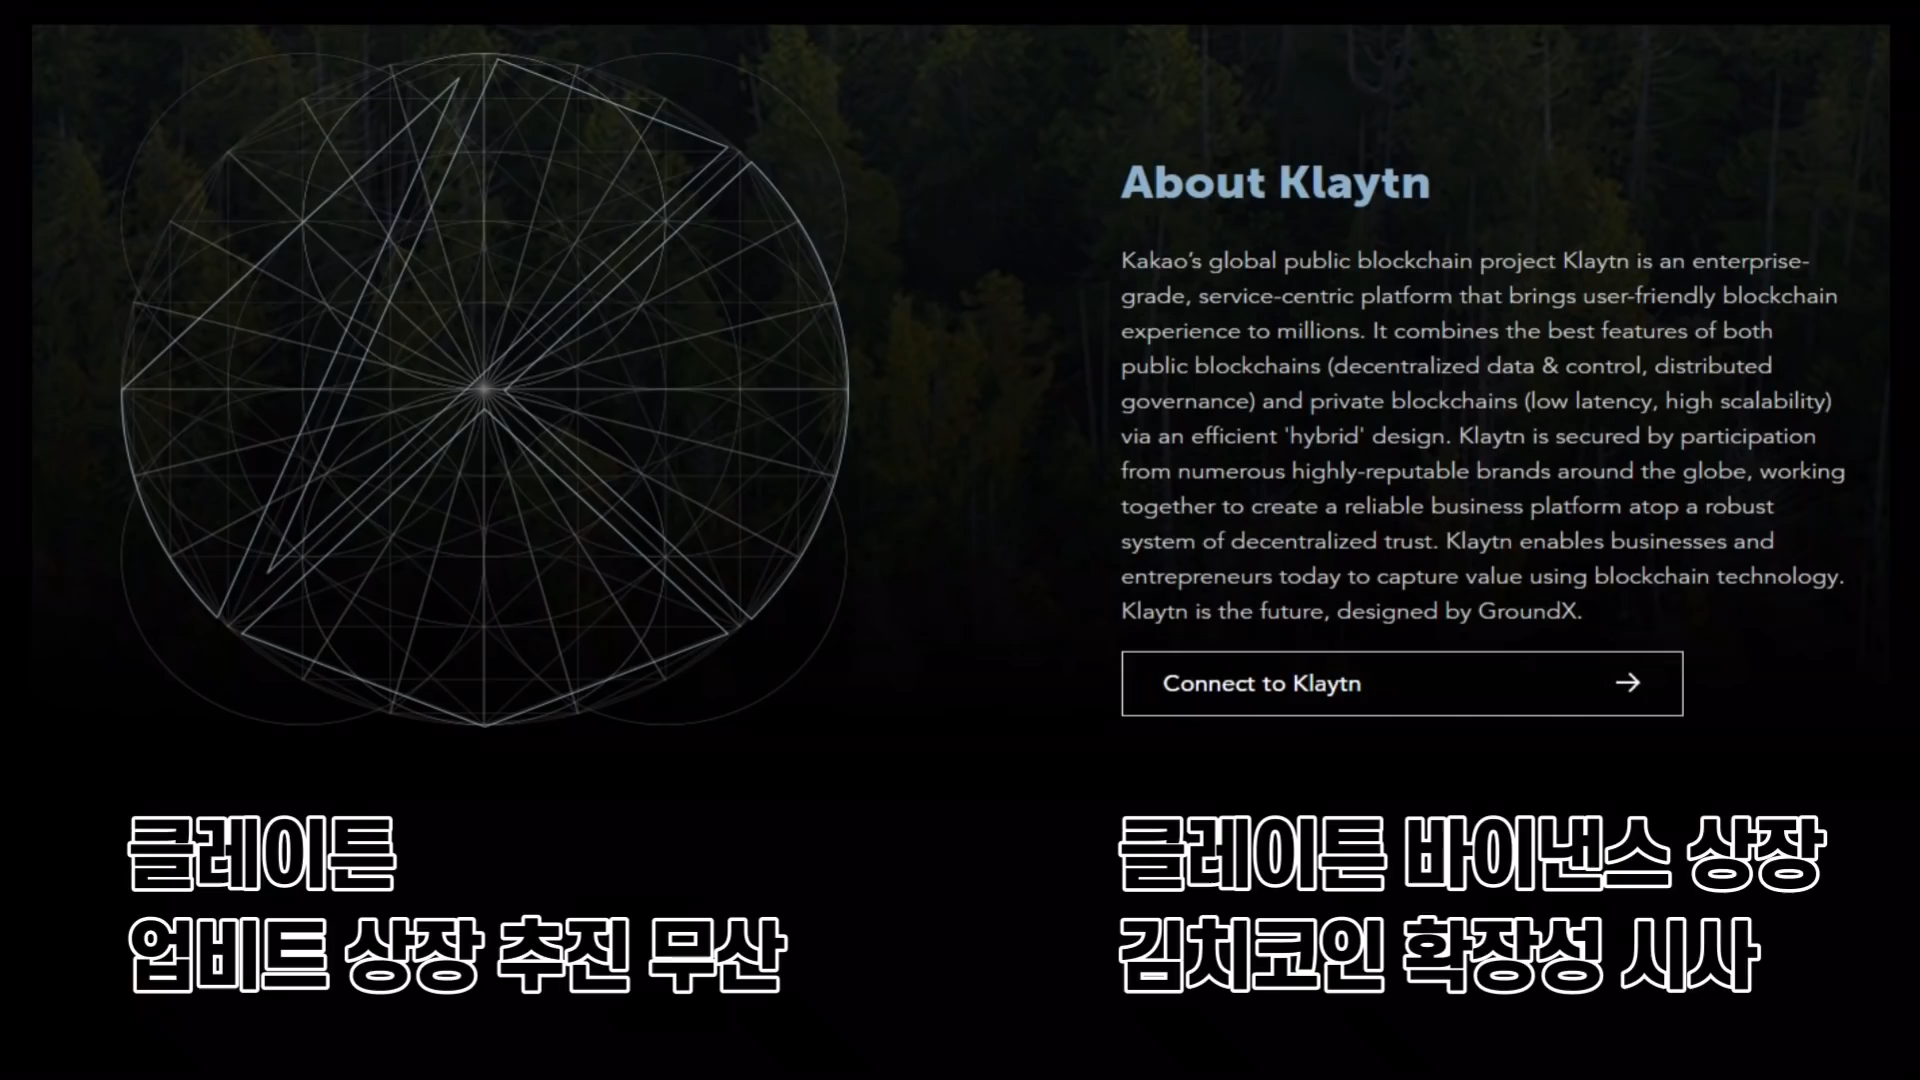 About Klaytn
Kakao's global public blockchain project Klaytn is an enterprise-
grade, service-centric platform that brings user-friendly blockchain
experience to millions. It combines the best features of both
public blockchains (decentralized data & control, distributed
governance) and private blockchains (low latency, high scalability)
via an efficient 'hybrid' design. Klaytn is secured by participation
from numerous highly-reputable brands around the globe, working
together to create a reliable business platform atop a robust
system of decentralized trust. Klaytn enables businesses and
entrepreneurs today to capture value using blockchain technology.
Klaytn is the future, designed by GroundX.
Connect to Klaytn →
클레이튼
업비트 상장 추진 무산
클레이튼 바이낸스 상장
김치코인 확장성 시사